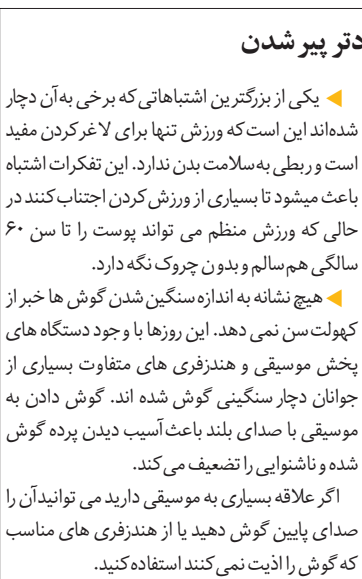 دتر پیر شدن
یکی از بزرگترین اشتباهاتی که برخی به آن دچار
شده‌اند این است که ورزش تنها برای لاغر کردن مفید
است و ربطی به سلامت بدن ندارد. این تفکرات اشتباه
باعث میشود تا بسیاری از ورزش کردن اجتناب کنند در
حالی که ورزش منظم می تواند پوست را تا سن ۶۰
سالگی هم سالم و بدون چروک نگه دارد.
هیچ نشانه به اندازه سنگین شدن گوش ها خبر از
کهولت سن نمی دهد. این روزها با وجود دستگاه های
پخش موسیقی و هندزفری های متفاوت بسیاری از
جوانان دچار سنگینی گوش شده اند. گوش دادن به
موسیقی با صدای بلند باعث آسیب دیدن پرده گوش
شده و ناشنوایی را تضعیف می کند.
اگر علاقه بسیاری به موسیقی دارید می توانید آن را
صدای پایین گوش دهید یا از هندزفری های مناسب
که گوش را اذیت نمی کنند استفاده کنید.